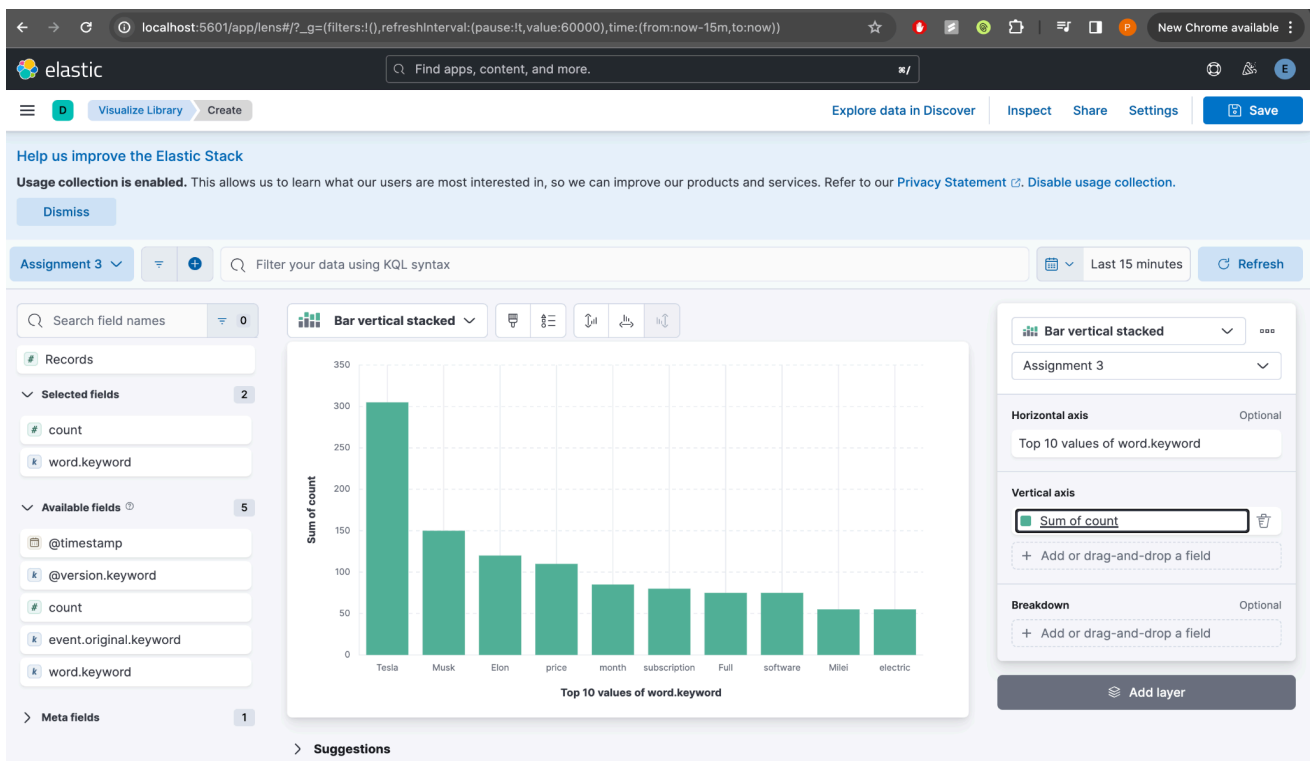 localhost:5601/app/lens#/?_g=(filters:!(),refreshInterval:(pause:!t,value:60000),time:(from:now-15m,to:now))
P
New Chrome available
elastic
Find apps, content, and more.
⌘/
E
D
Visualize Library
Create
Explore data in Discover
Inspect
Share
Settings
Save
Help us improve the Elastic Stack
Usage collection is enabled. This allows us to learn what our users are most interested in, so we can improve our products and services. Refer to our Privacy Statement. Disable usage collection.
Dismiss
Assignment 3
Filter your data using KQL syntax
Last 15 minutes
Refresh
Search field names
0
# Records
Selected fields 2
# count
k word.keyword
Available fields 5
@timestamp
k @version.keyword
# count
k event.original.keyword
k word.keyword
Meta fields 1
Bar vertical stacked
350
300
250
200
150
100
50
0
Sum of count
Tesla Musk Elon price month subscription Full software Milei electric
Top 10 values of word.keyword
Suggestions
Bar vertical stacked
Assignment 3
Horizontal axis Optional
Top 10 values of word.keyword
Vertical axis
Sum of count
+ Add or drag-and-drop a field
Breakdown Optional
+ Add or drag-and-drop a field
Add layer